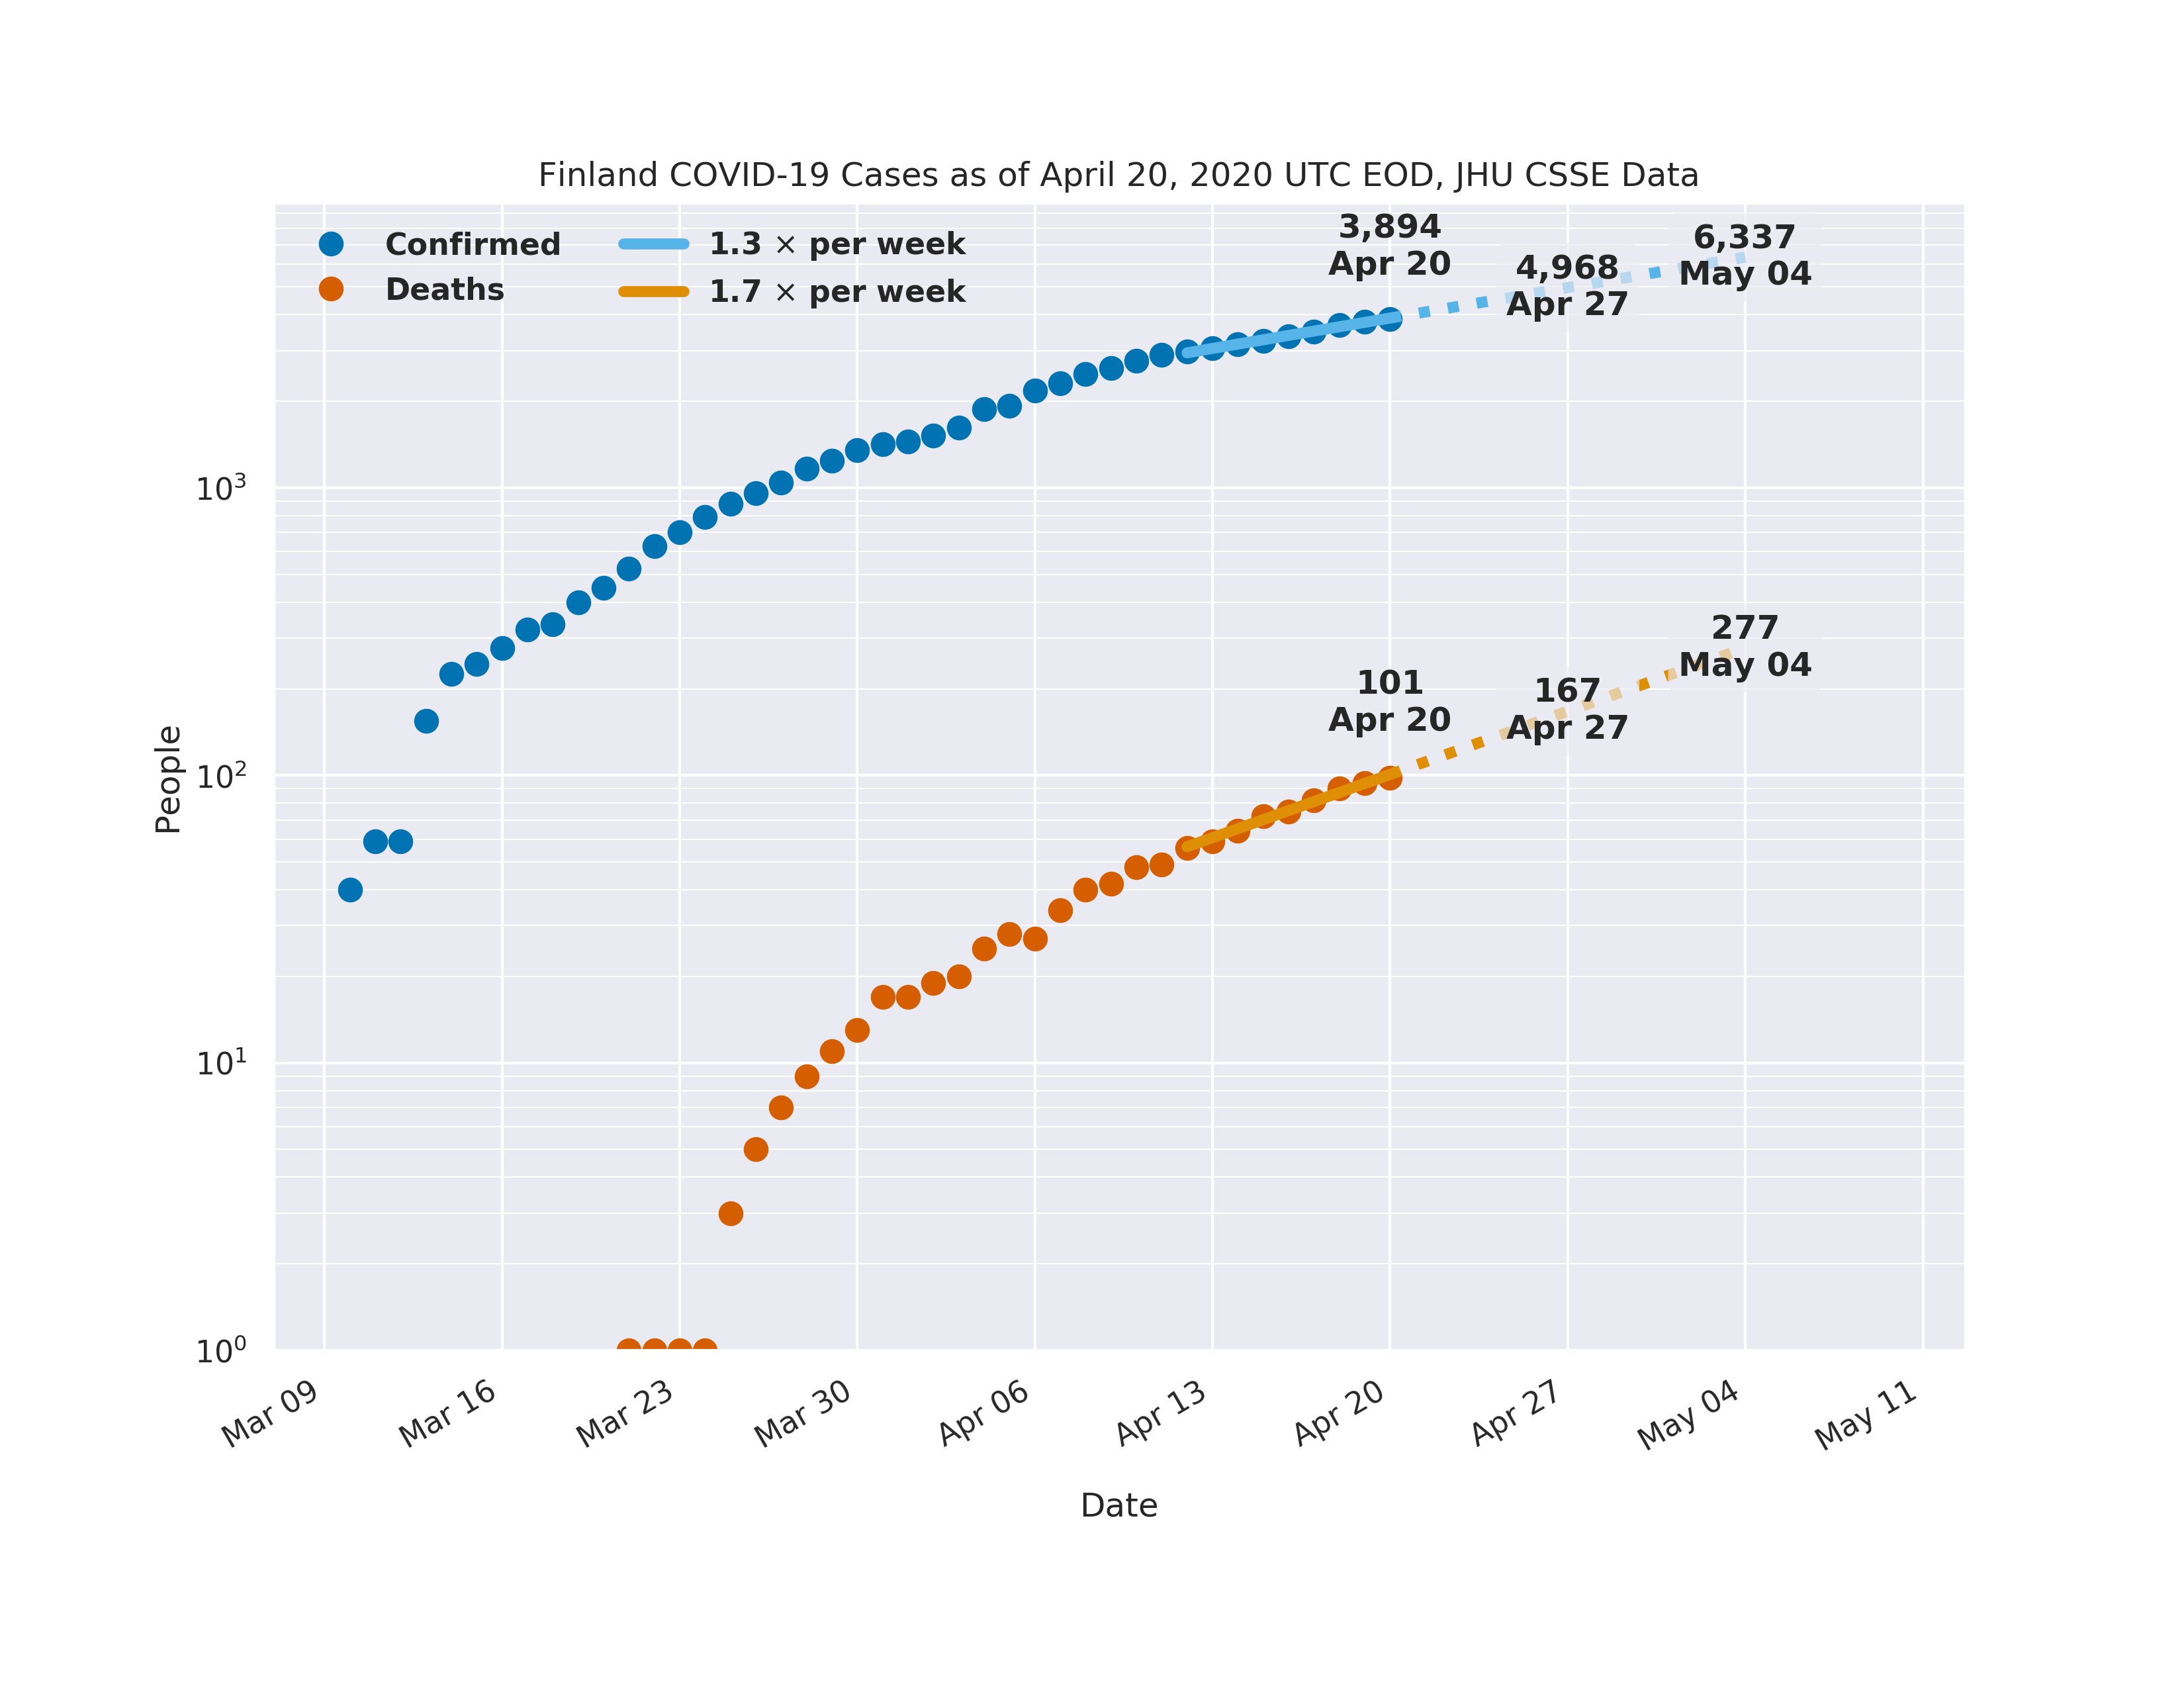 Finland COVID-19 Cases as of April 20, 2020 UTC EOD, JHU CSSE Data
Confirmed
Deaths
1.3 × per week
1.7 × per week
3,894
Apr 20
4,968
Apr 27
6,337
May 04
101
Apr 20
167
Apr 27
277
May 04
People
10³
10²
10¹
10⁰
Mar 09
Mar 16
Mar 23
Mar 30
Apr 06
Apr 13
Apr 20
Apr 27
May 04
May 11
Date